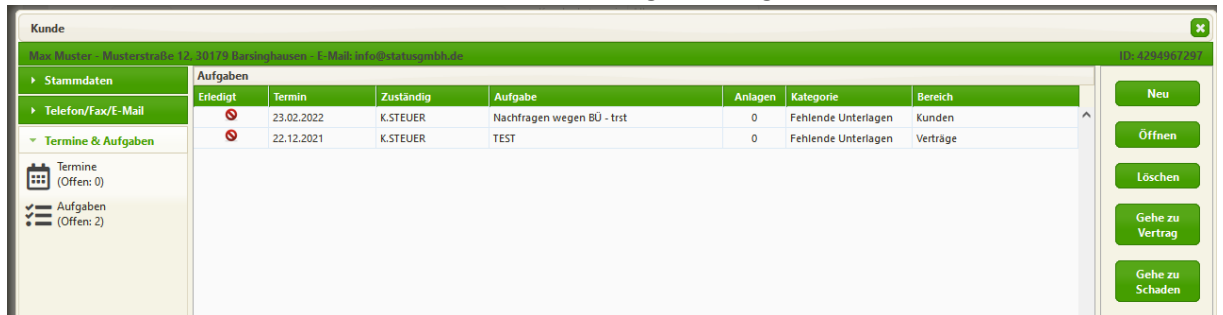 Kunde
Max Muster - Musterstraße 12, 30179 Barsinghausen - E-Mail: info@statusgmbh.de ID: 4294967297
Stammdaten
Telefon/Fax/E-Mail
Termine & Aufgaben
Termine
(Offen: 0)
Aufgaben
(Offen: 2)
Aufgaben
Erledigt Termin Zuständig Aufgabe Anlagen Kategorie Bereich
23.02.2022 K.STEUER Nachfragen wegen BÜ - trst 0 Fehlende Unterlagen Kunden
22.12.2021 K.STEUER TEST 0 Fehlende Unterlagen Verträge
Neu
Öffnen
Löschen
Gehe zu
Vertrag
Gehe zu
Schaden